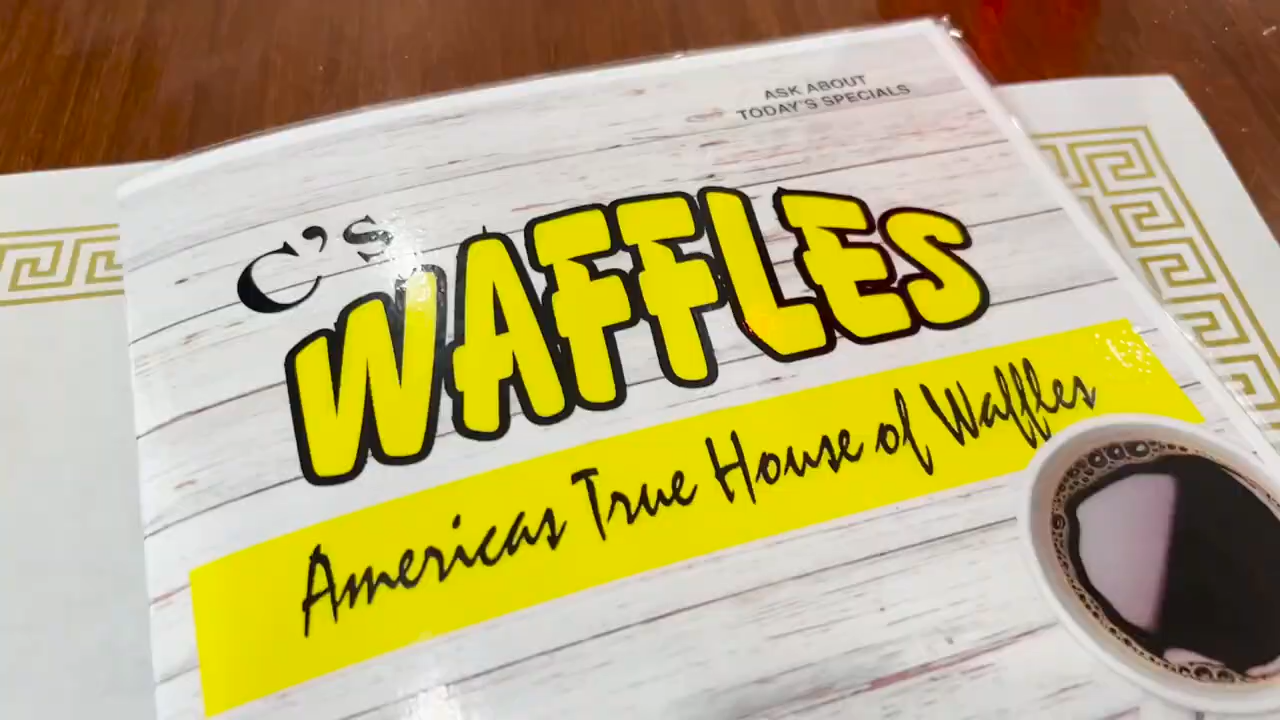 ASK ABOUT
TODAY'S SPECIALS
C's
WAFFLES
Americas True House of Waffles